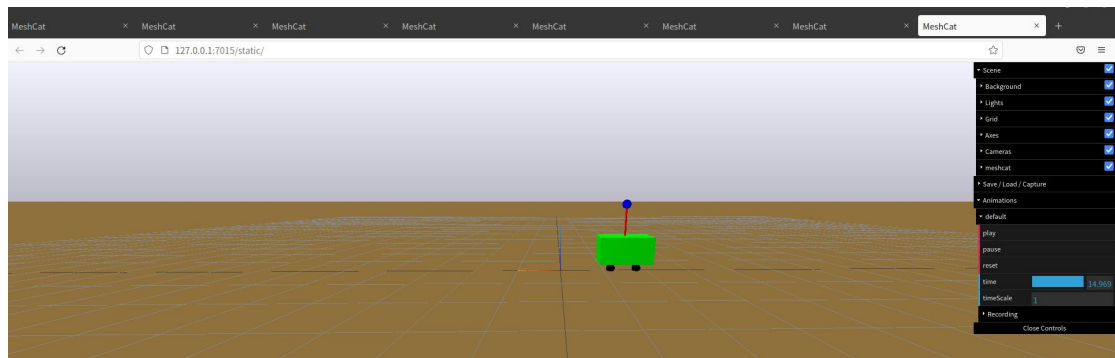 MeshCat MeshCat MeshCat MeshCat MeshCat MeshCat MeshCat MeshCat
127.0.0.1:7015/static/
Scene
Background
Lights
Grid
Axes
Cameras
meshcat
Save / Load / Capture
Animations
default
play
pause
reset
time 14.969
timeScale 1
Recording
Close Controls